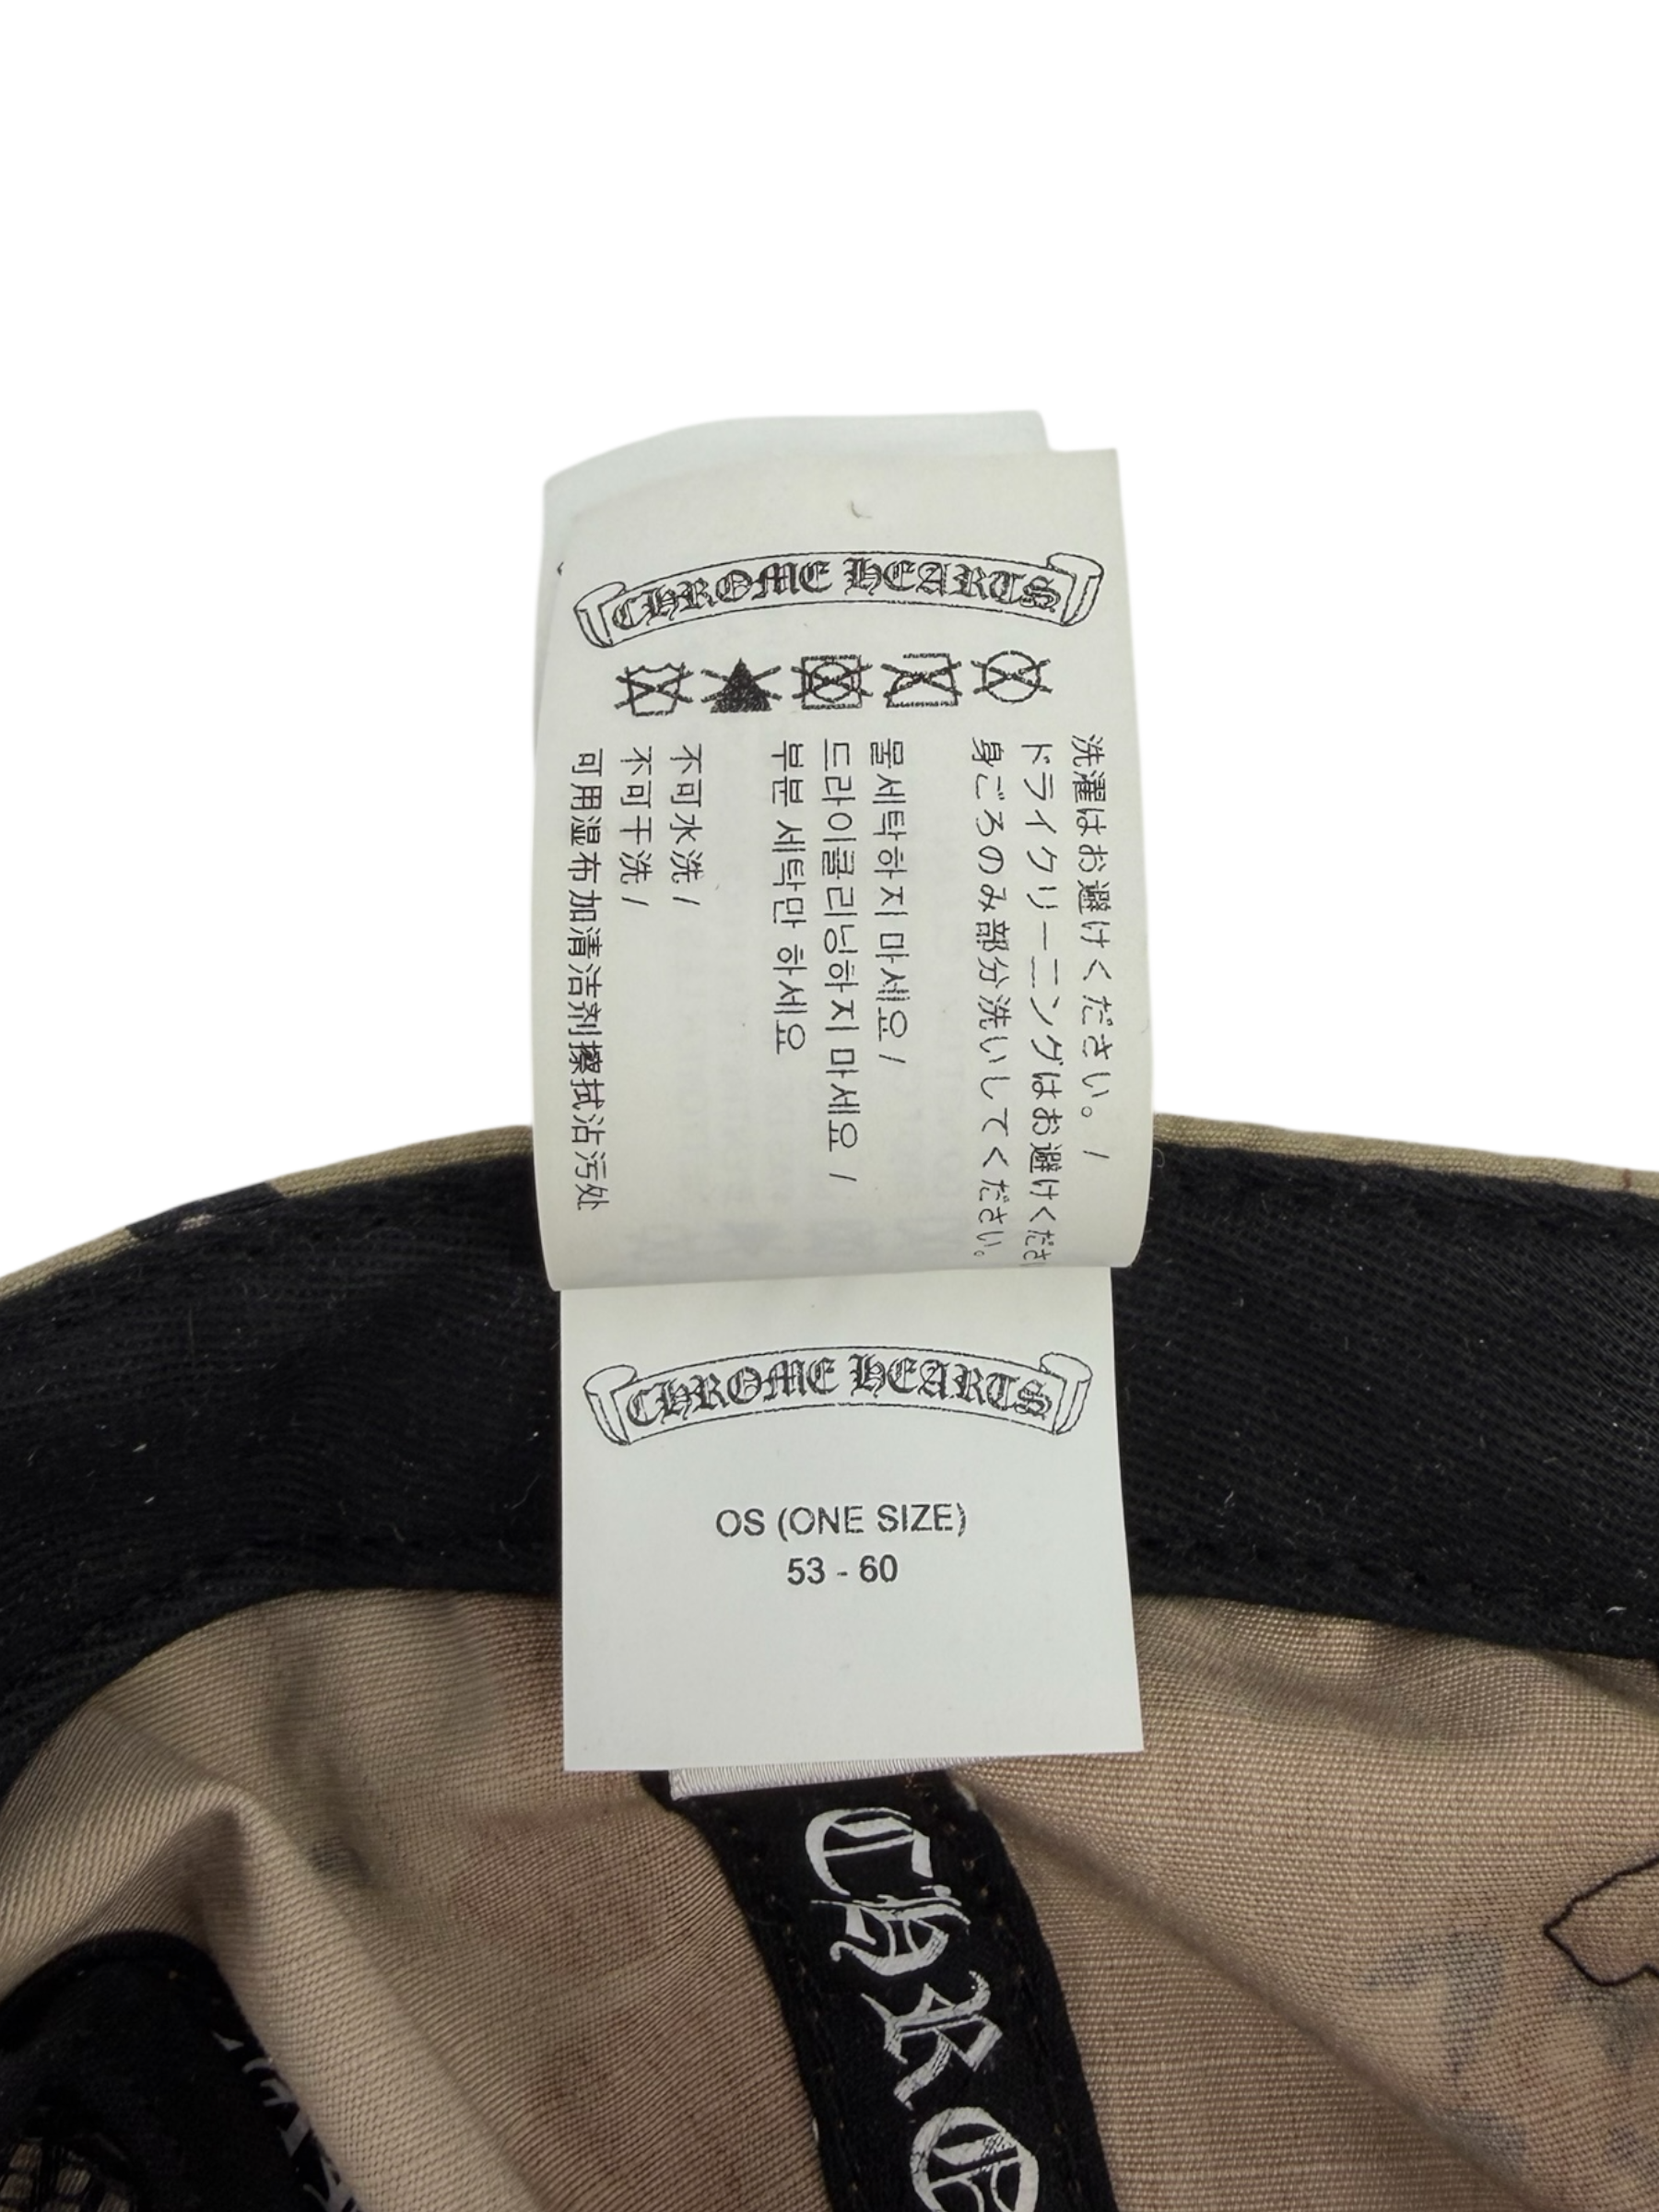 CHROME HEARTS
洗濯はお避けください。 /
ドライクリーニングはお避けくださ
身ごろのみ部分洗いしてください。
물세탁하지 마세요 /
드라이클리닝하지 마세요 /
부분 세탁만 하세요
不可水洗 /
不可干洗 /
可用湿布加清洁剂擦拭沾污处
CHROME HEARTS
OS (ONE SIZE)
53 - 60
CHRO